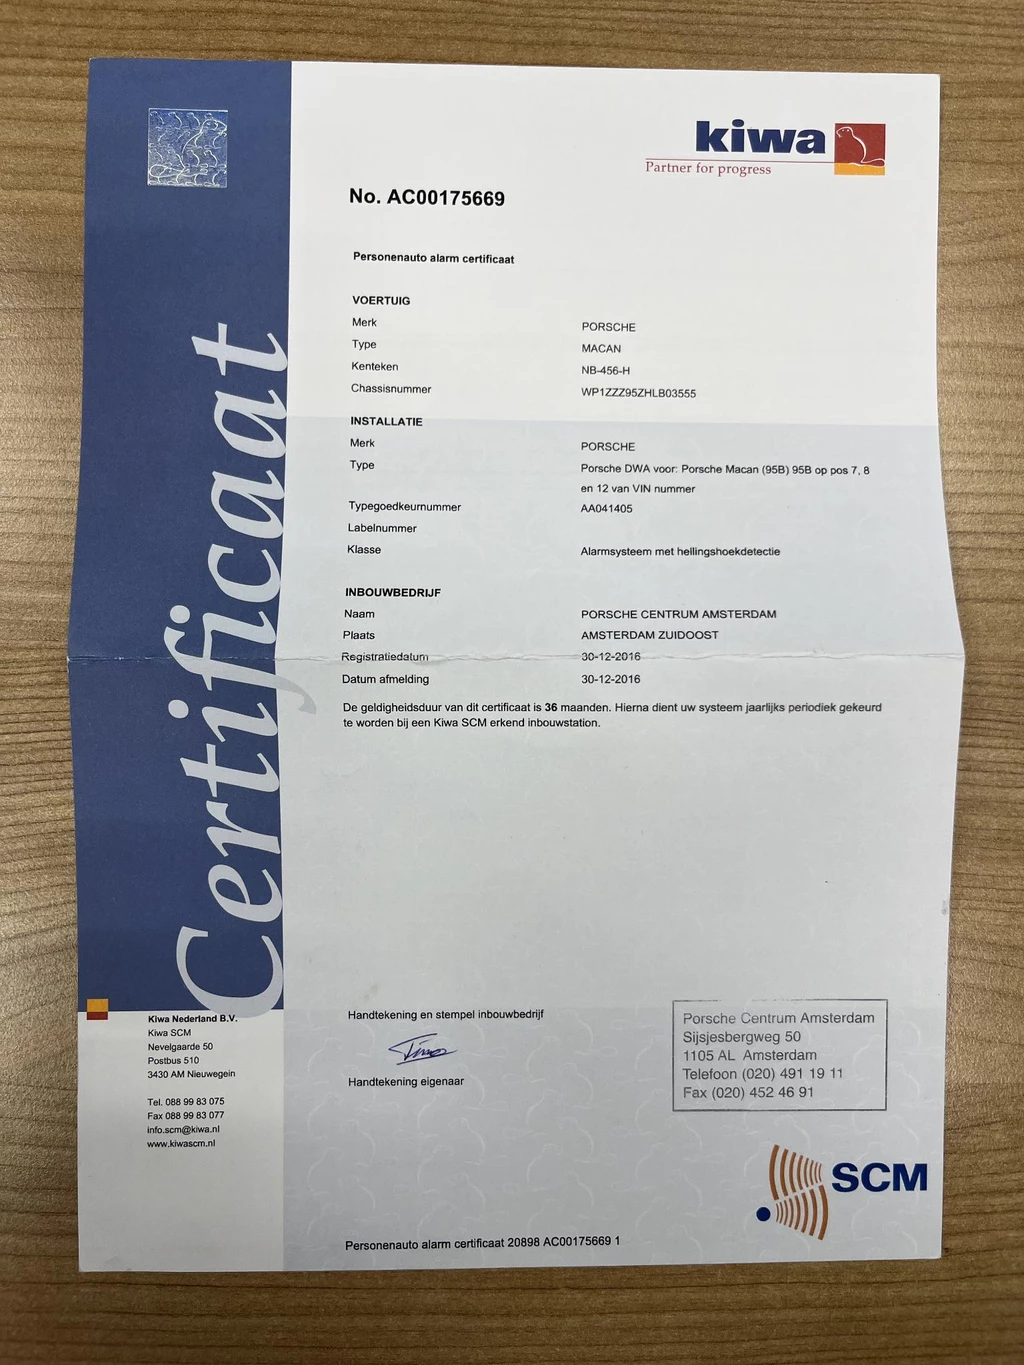 kiwa
Partner for progress
No. AC00175669
Personenauto alarm certificaat
VOERTUIG
Merk PORSCHE
Type MACAN
Kenteken NB-456-H
Chassisnummer WP1ZZZ95ZHLB03555
INSTALLATIE
Merk PORSCHE
Type Porsche DWA voor: Porsche Macan (95B) 95B op pos 7, 8
en 12 van VIN nummer
Typegoedkeurnummer AA041405
Labelnummer
Klasse Alarmsysteem met hellingshoekdetectie
INBOUWBEDRIJF
Naam PORSCHE CENTRUM AMSTERDAM
Plaats AMSTERDAM ZUIDOOST
Registratiedatum 30-12-2016
Datum afmelding 30-12-2016
De geldigheidsduur van dit certificaat is 36 maanden. Hierna dient uw systeem jaarlijks periodiek gekeurd
te worden bij een Kiwa SCM erkend inbouwstation.
Certificaat
Kiwa Nederland B.V.
Kiwa SCM
Nevelgaarde 50
Postbus 510
3430 AM Nieuwegein
Tel. 088 99 83 075
Fax 088 99 83 077
info.scm@kiwa.nl
www.kiwascm.nl
Handtekening en stempel inbouwbedrijf
Handtekening eigenaar
Porsche Centrum Amsterdam
Sijsjesbergweg 50
1105 AL Amsterdam
Telefoon (020) 491 19 11
Fax (020) 452 46 91
SCM
Personenauto alarm certificaat 20898 AC00175669 1